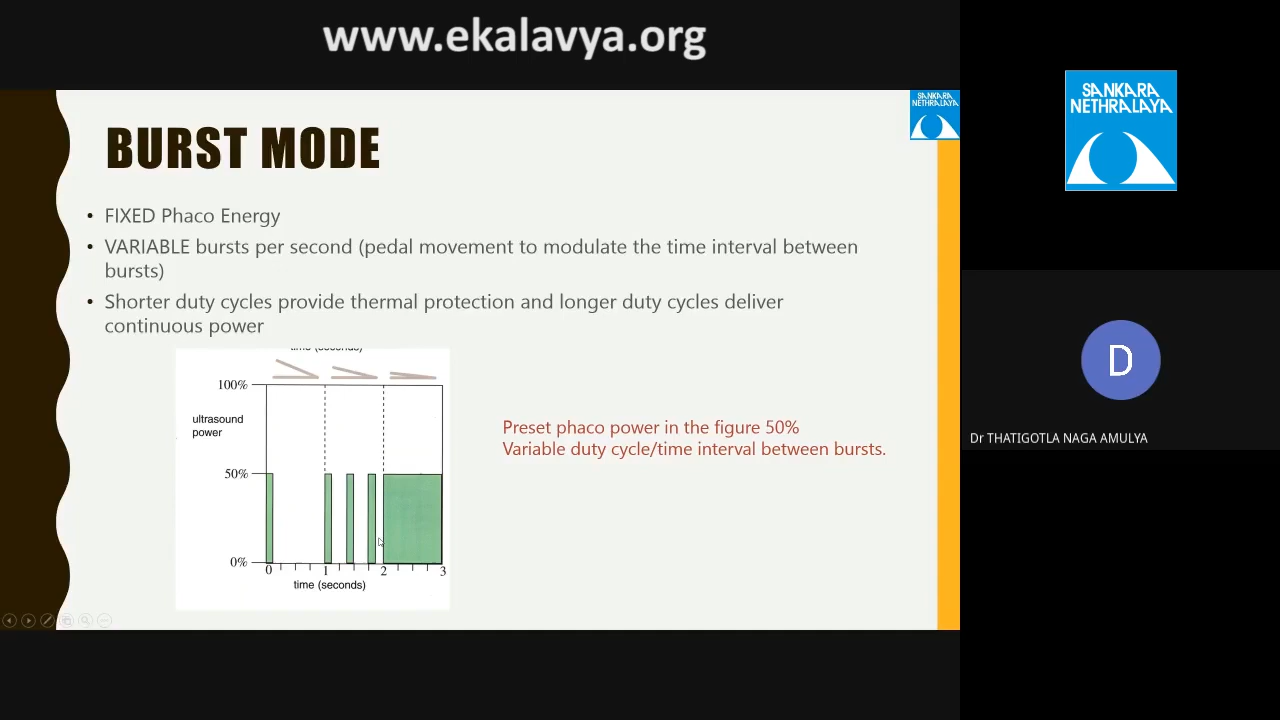 www.ekalavya.org
SANKARA
NETHRALAYA
SANKARA
NETHRALAYA
BURST MODE
• FIXED Phaco Energy
• VARIABLE bursts per second (pedal movement to modulate the time interval between
bursts)
• Shorter duty cycles provide thermal protection and longer duty cycles deliver
continuous power
time (seconds)
100%
ultrasound
power
50%
0%
0 1 2 3
time (seconds)
Preset phaco power in the figure 50%
Variable duty cycle/time interval between bursts.
D
Dr THATIGOTLA NAGA AMULYA